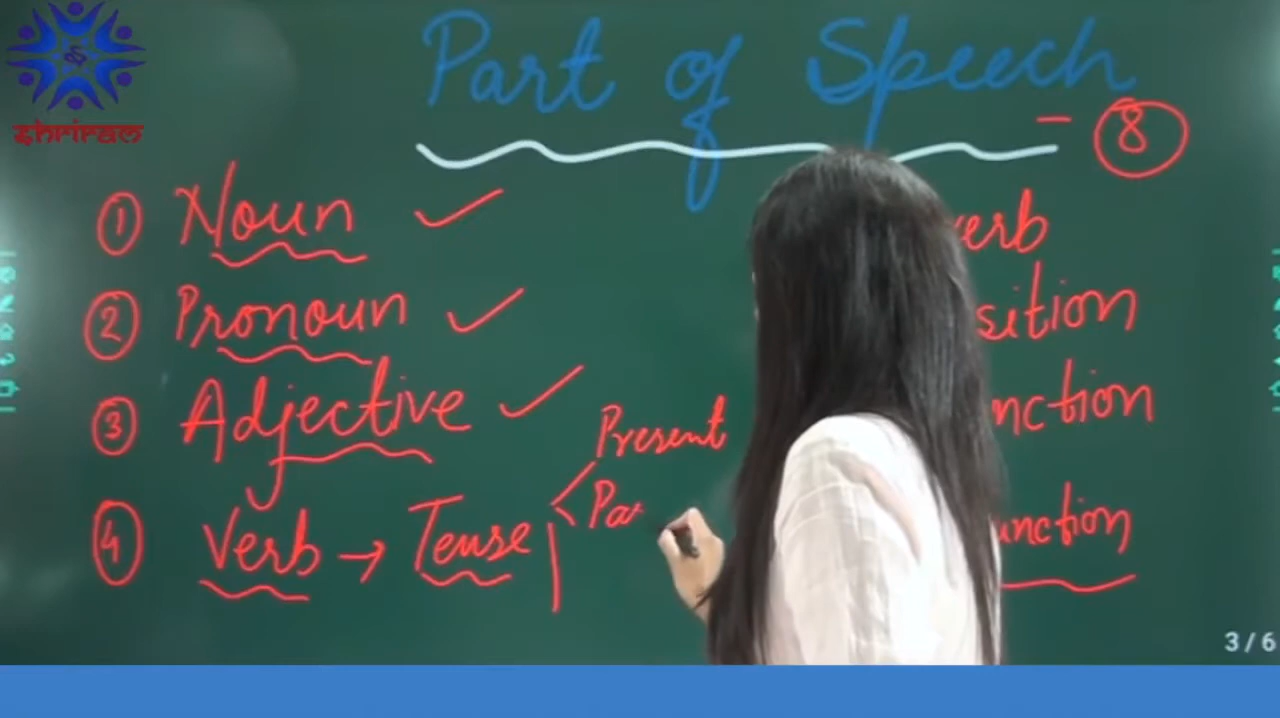 Shriram
Part of Speech
- 8
1 Noun
verb
2 Pronoun
sition
3 Adjective
nction
Present
Pa
4 Verb → Tense
unction
3/6